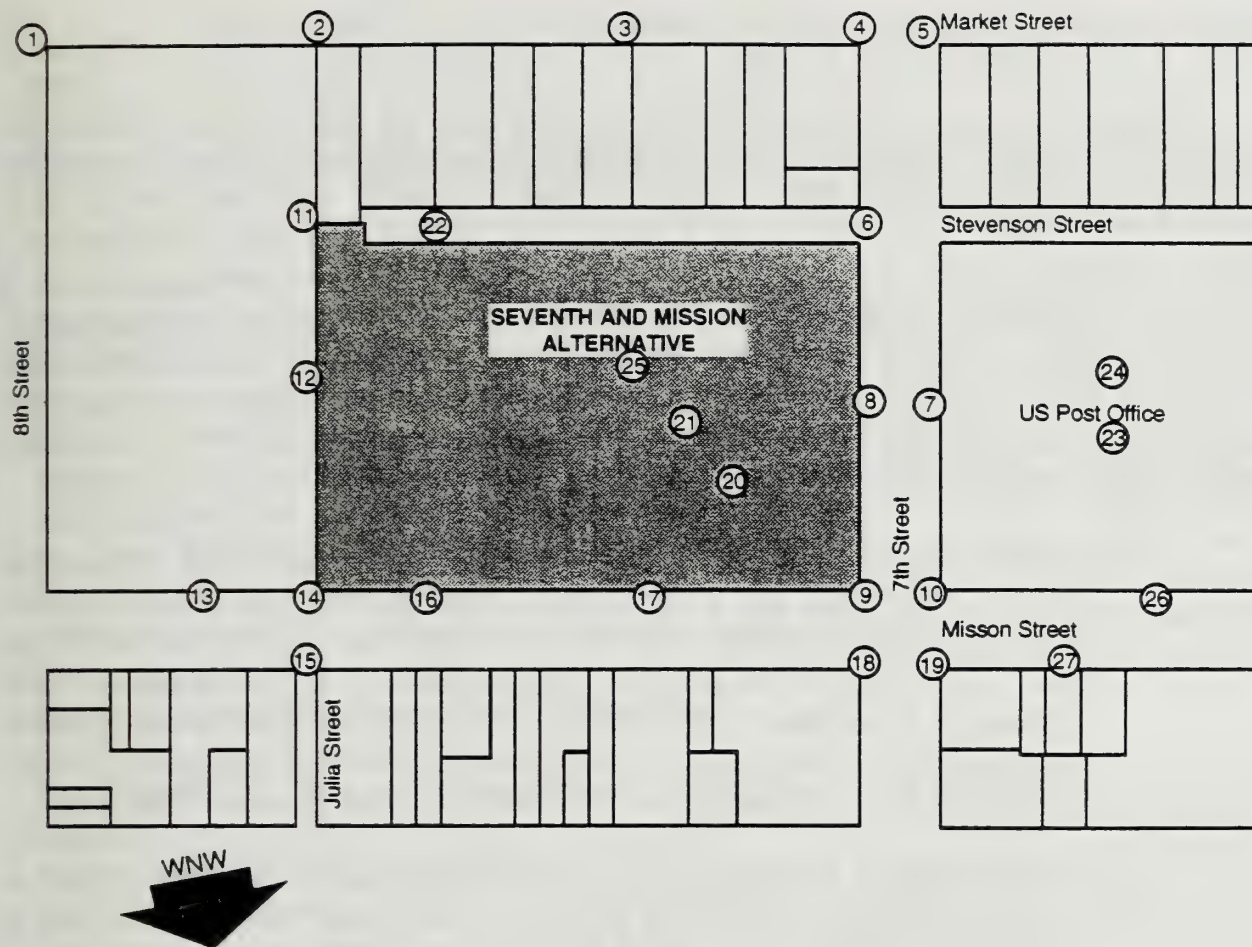 1
2
3
4
5
Market Street
11
22
6
Stevenson Street
SEVENTH AND MISSION
ALTERNATIVE
25
12
8
7
24
US Post Office
21
23
20
8th Street
7th Street
13
14
16
17
9
10
26
Misson Street
15
18
19
27
Julia Street
WNW